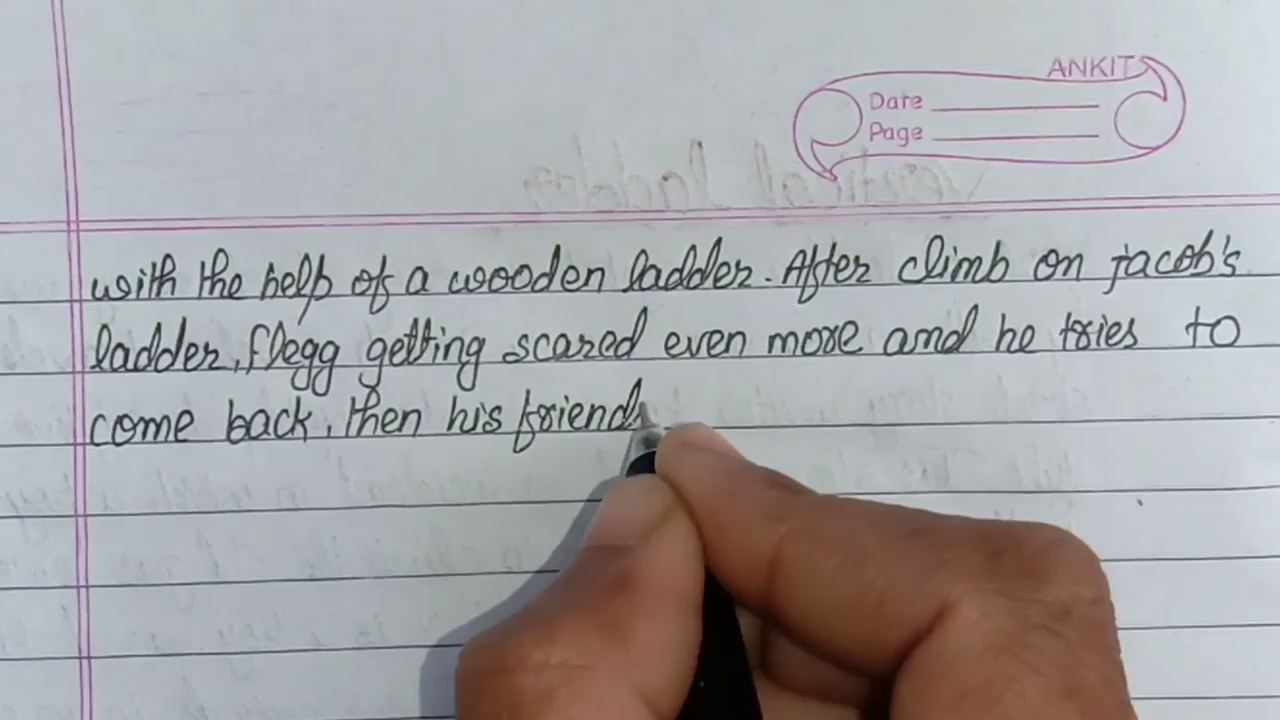 ANKIT
Date
Page
with the help of a wooden ladder. After climb on jacob's
ladder, flegg getting scared even more and he tries to
come back, then his friend